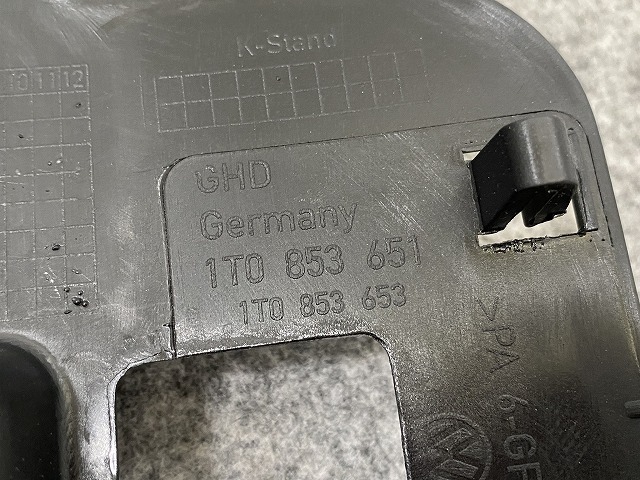 K-Stand
10 11 12
GHD
Germany
1T0 853 651
1T0 853 653
>PA 6-GF